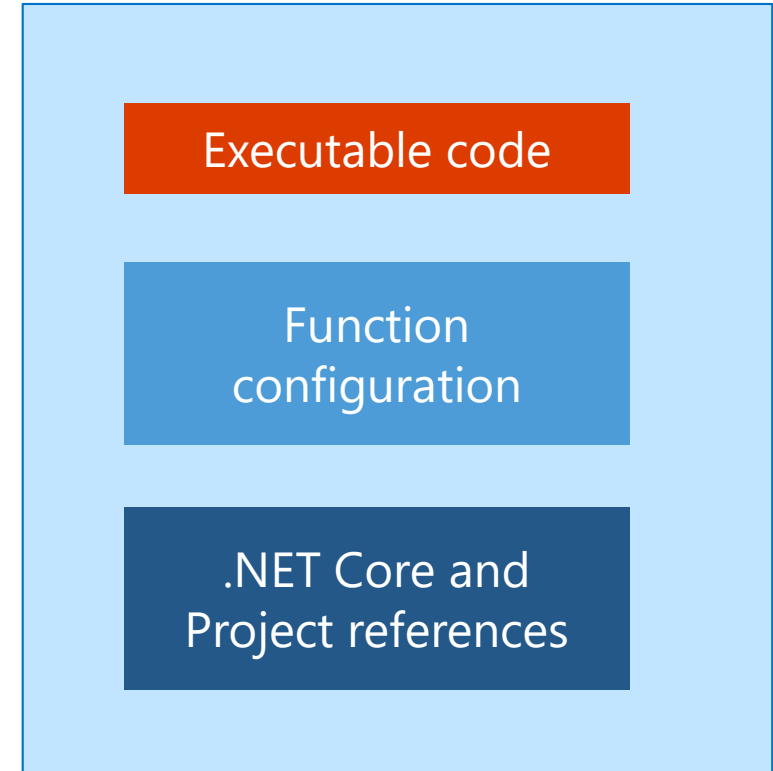 Executable code
Function
configuration
.NET Core and
Project references